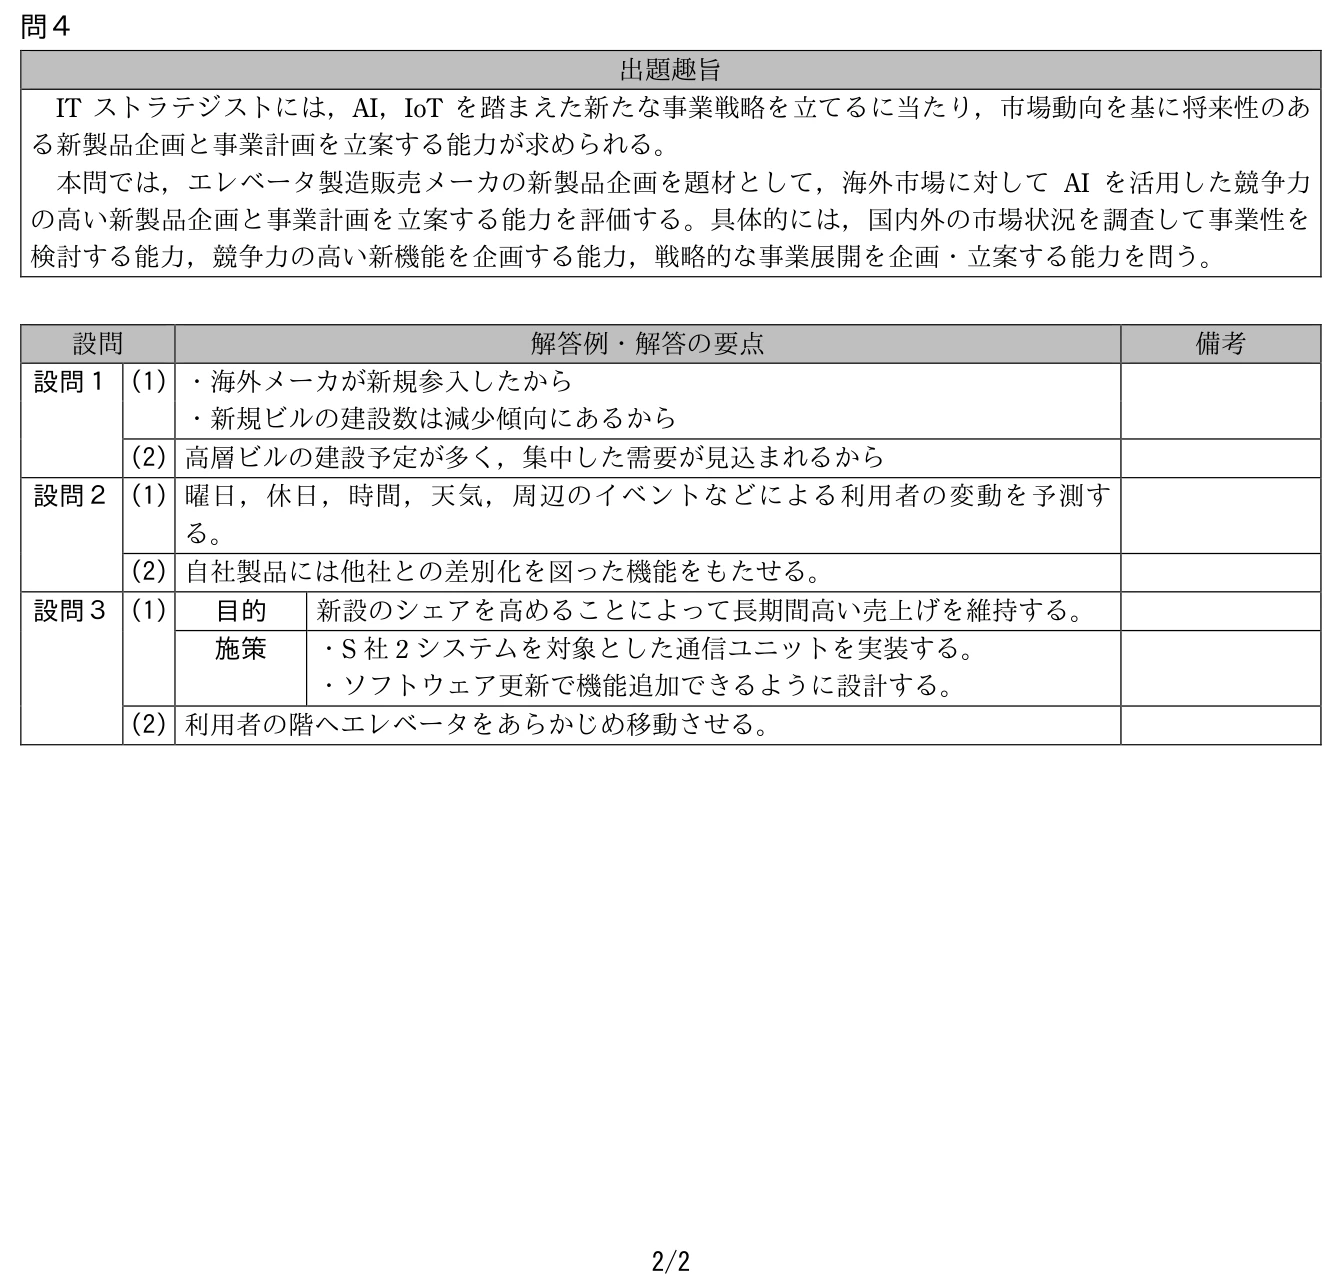 問４
出題趣旨
IT ストラテジストには，AI，IoT を踏まえた新たな事業戦略を立てるに当たり，市場動向を基に将来性のあ
る新製品企画と事業計画を立案する能力が求められる。
本問では，エレベータ製造販売メーカの新製品企画を題材として，海外市場に対して AI を活用した競争力
の高い新製品企画と事業計画を立案する能力を評価する。具体的には，国内外の市場状況を調査して事業性を
検討する能力，競争力の高い新機能を企画する能力，戦略的な事業展開を企画・立案する能力を問う。
設問 解答例・解答の要点 備考
設問１ (1) ・海外メーカが新規参入したから
・新規ビルの建設数は減少傾向にあるから
(2) 高層ビルの建設予定が多く，集中した需要が見込まれるから
設問２ (1) 曜日，休日，時間，天気，周辺のイベントなどによる利用者の変動を予測す
る。
(2) 自社製品には他社との差別化を図った機能をもたせる。
設問３ (1) 目的 新設のシェアを高めることによって長期間高い売上げを維持する。
施策 ・S 社 2 システムを対象とした通信ユニットを実装する。
・ソフトウェア更新で機能追加できるように設計する。
(2) 利用者の階へエレベータをあらかじめ移動させる。
2/2